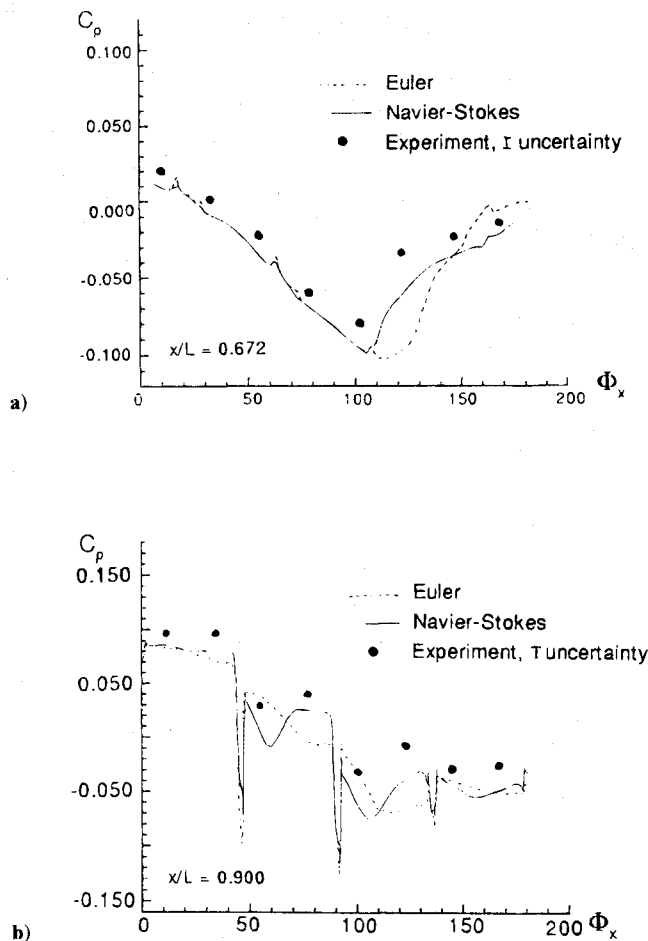 C_p
0.100
Euler
Navier-Stokes
0.050
Experiment, I uncertainty
0.000
-0.050
-0.100
x/L = 0.672
a)
0 50 100 150 200 Φ_x
C_p
0.150
Euler
Navier-Stokes
Experiment, I uncertainty
0.050
-0.050
x/L = 0.900
-0.150
0 50 100 150 200 Φ_x
b)